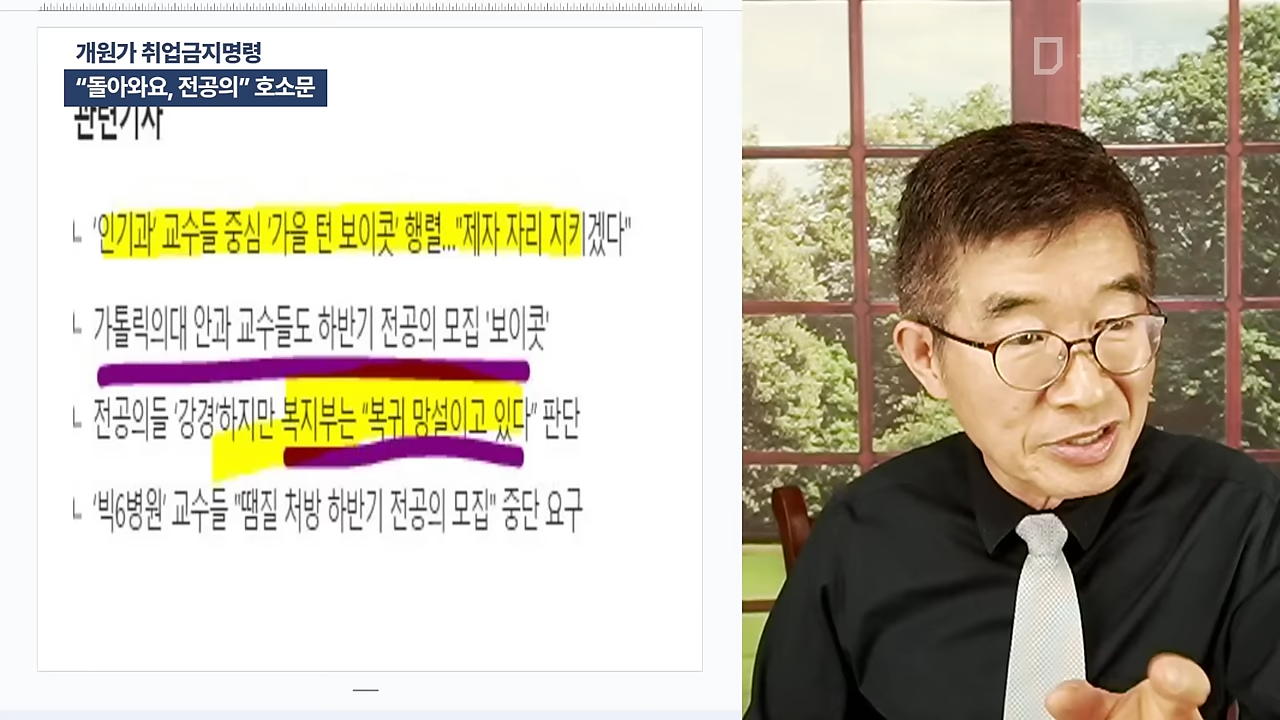 개원가 취업금지명령
“돌아와요, 전공의” 호소문
관련기사
ㄴ '인기과' 교수들 중심 '가을 턴 보이콧' 행렬..."제자 자리 지키겠다"
ㄴ 가톨릭의대 안과 교수들도 하반기 전공의 모집 '보이콧'
ㄴ 전공의들 '강경'하지만 복지부는 "복귀 망설이고 있다" 판단
ㄴ '빅6병원' 교수들 "땜질 처방 하반기 전공의 모집" 중단 요구